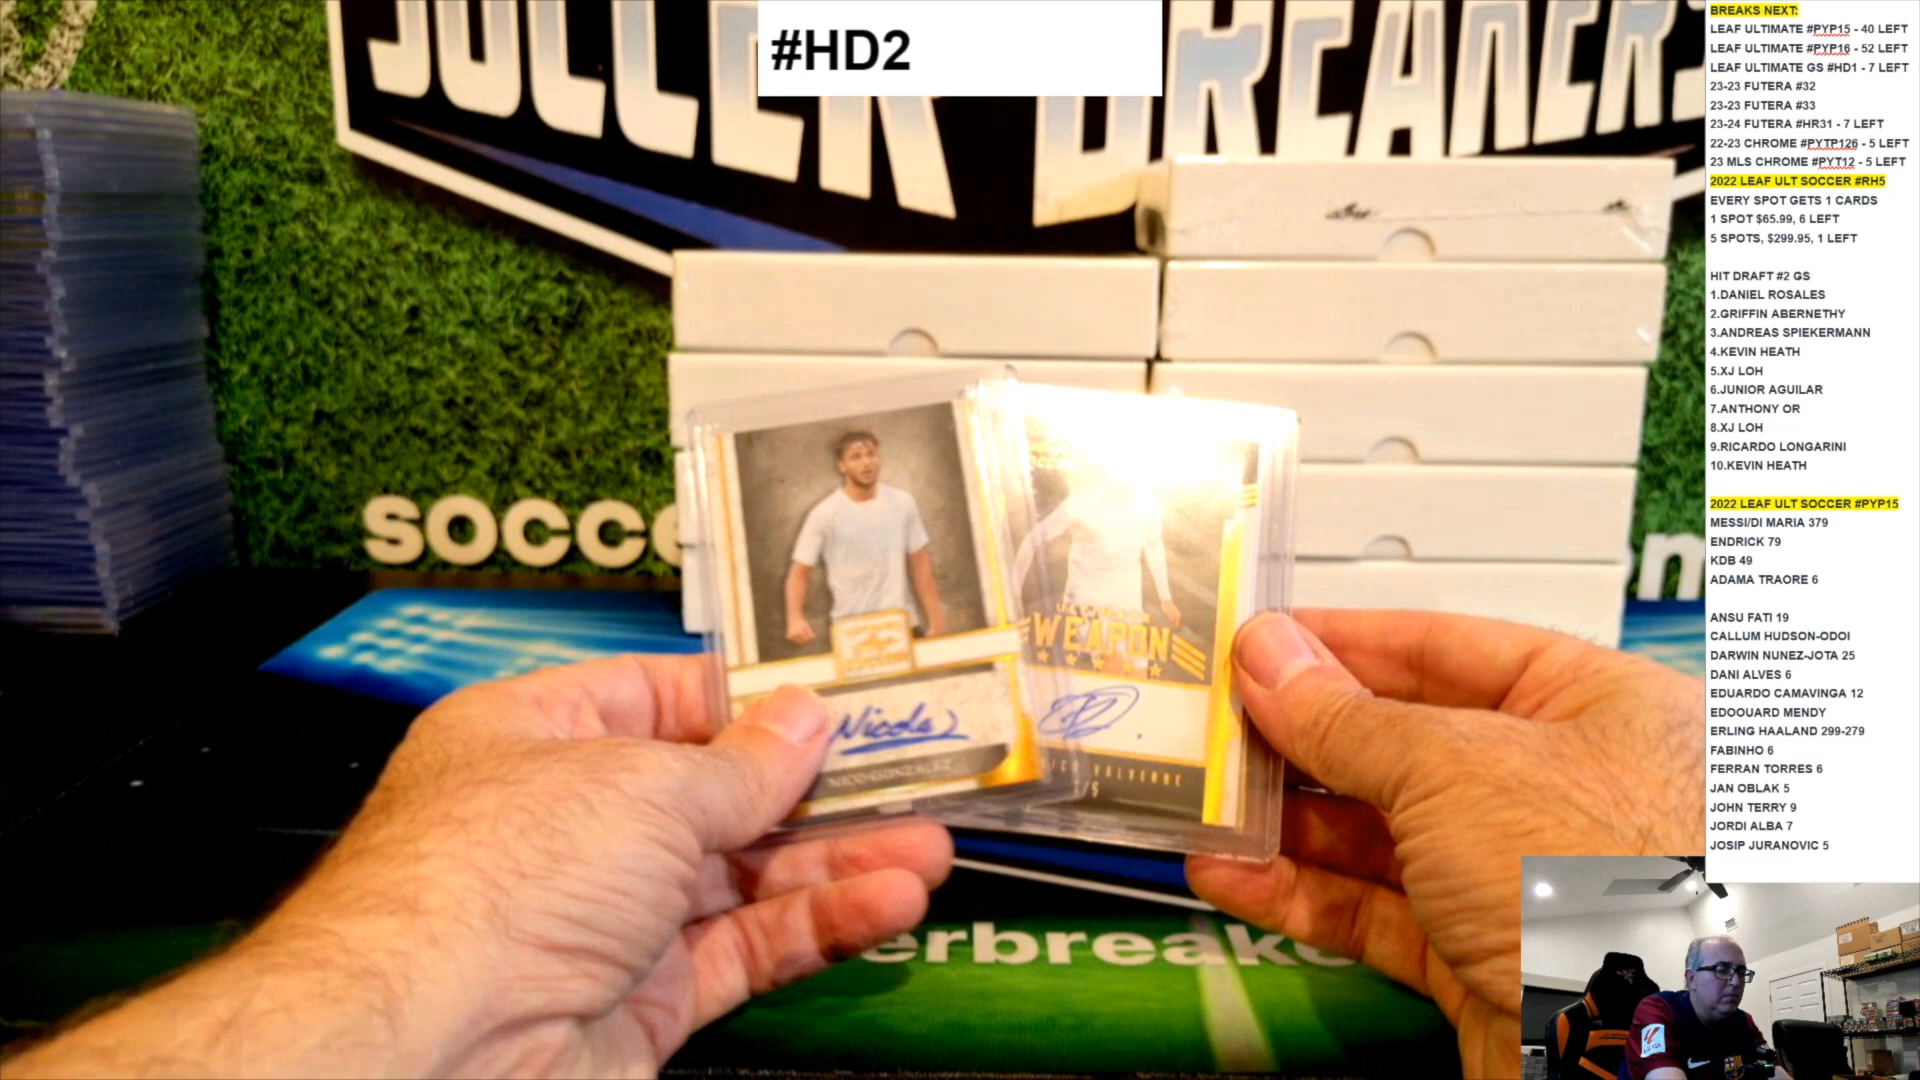 SOCCER BREAKERS
#HD2
socce
erbreake
WEAPON
Nicola
NICO GONZALEZ
VALVERDE
/5
BREAKS NEXT:
LEAF ULTIMATE #PYP15 - 40 LEFT
LEAF ULTIMATE #PYP16 - 52 LEFT
LEAF ULTIMATE GS #HD1 - 7 LEFT
23-23 FUTERA #32
23-23 FUTERA #33
23-24 FUTERA #HR31 - 7 LEFT
22-23 CHROME #PYTP126 - 5 LEFT
23 MLS CHROME #PYT12 - 5 LEFT
2022 LEAF ULT SOCCER #RH5
EVERY SPOT GETS 1 CARDS
1 SPOT $65.99, 6 LEFT
5 SPOTS, $299.95, 1 LEFT
HIT DRAFT #2 GS
1.DANIEL ROSALES
2.GRIFFIN ABERNETHY
3.ANDREAS SPIEKERMANN
4.KEVIN HEATH
5.XJ LOH
6.JUNIOR AGUILAR
7.ANTHONY OR
8.XJ LOH
9.RICARDO LONGARINI
10.KEVIN HEATH
2022 LEAF ULT SOCCER #PYP15
MESSI/DI MARIA 379
ENDRICK 79
KDB 49
ADAMA TRAORE 6
ANSU FATI 19
CALLUM HUDSON-ODOI
DARWIN NUNEZ-JOTA 25
DANI ALVES 6
EDUARDO CAMAVINGA 12
EDOOUARD MENDY
ERLING HAALAND 299-279
FABINHO 6
FERRAN TORRES 6
JAN OBLAK 5
JOHN TERRY 9
JORDI ALBA 7
JOSIP JURANOVIC 5